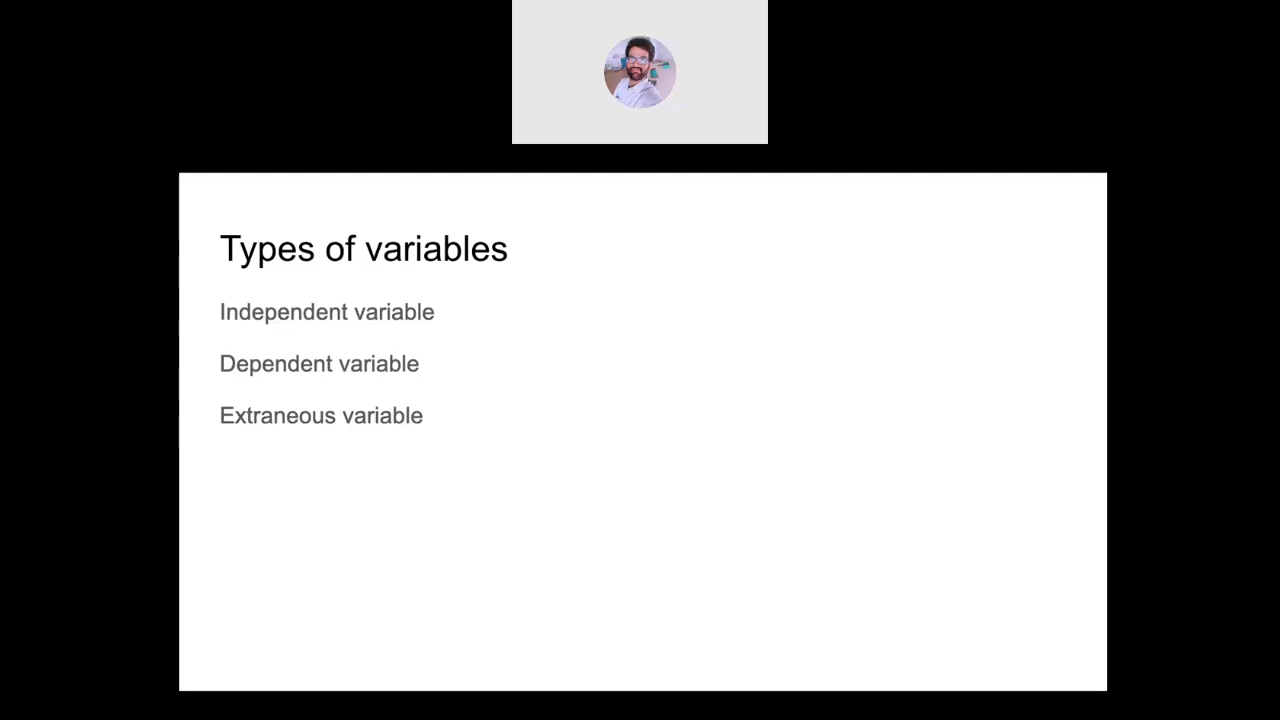 Types of variables
Independent variable
Dependent variable
Extraneous variable